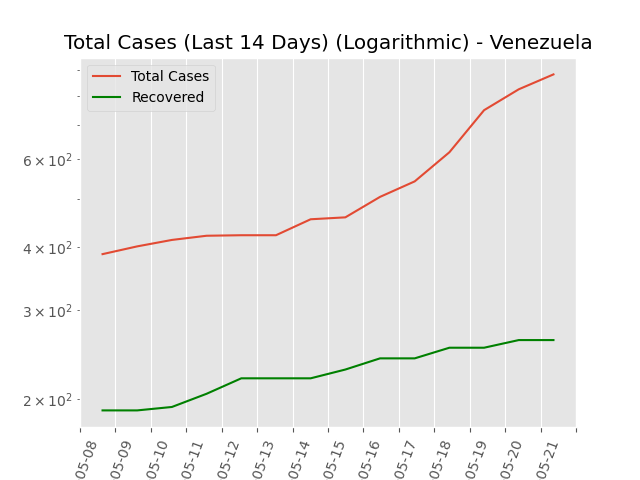 Total Cases (Last 14 Days) (Logarithmic) - Venezuela
Total Cases
Recovered
6 × 10²
4 × 10²
3 × 10²
2 × 10²
05-08
05-09
05-10
05-11
05-12
05-13
05-14
05-15
05-16
05-17
05-18
05-19
05-20
05-21